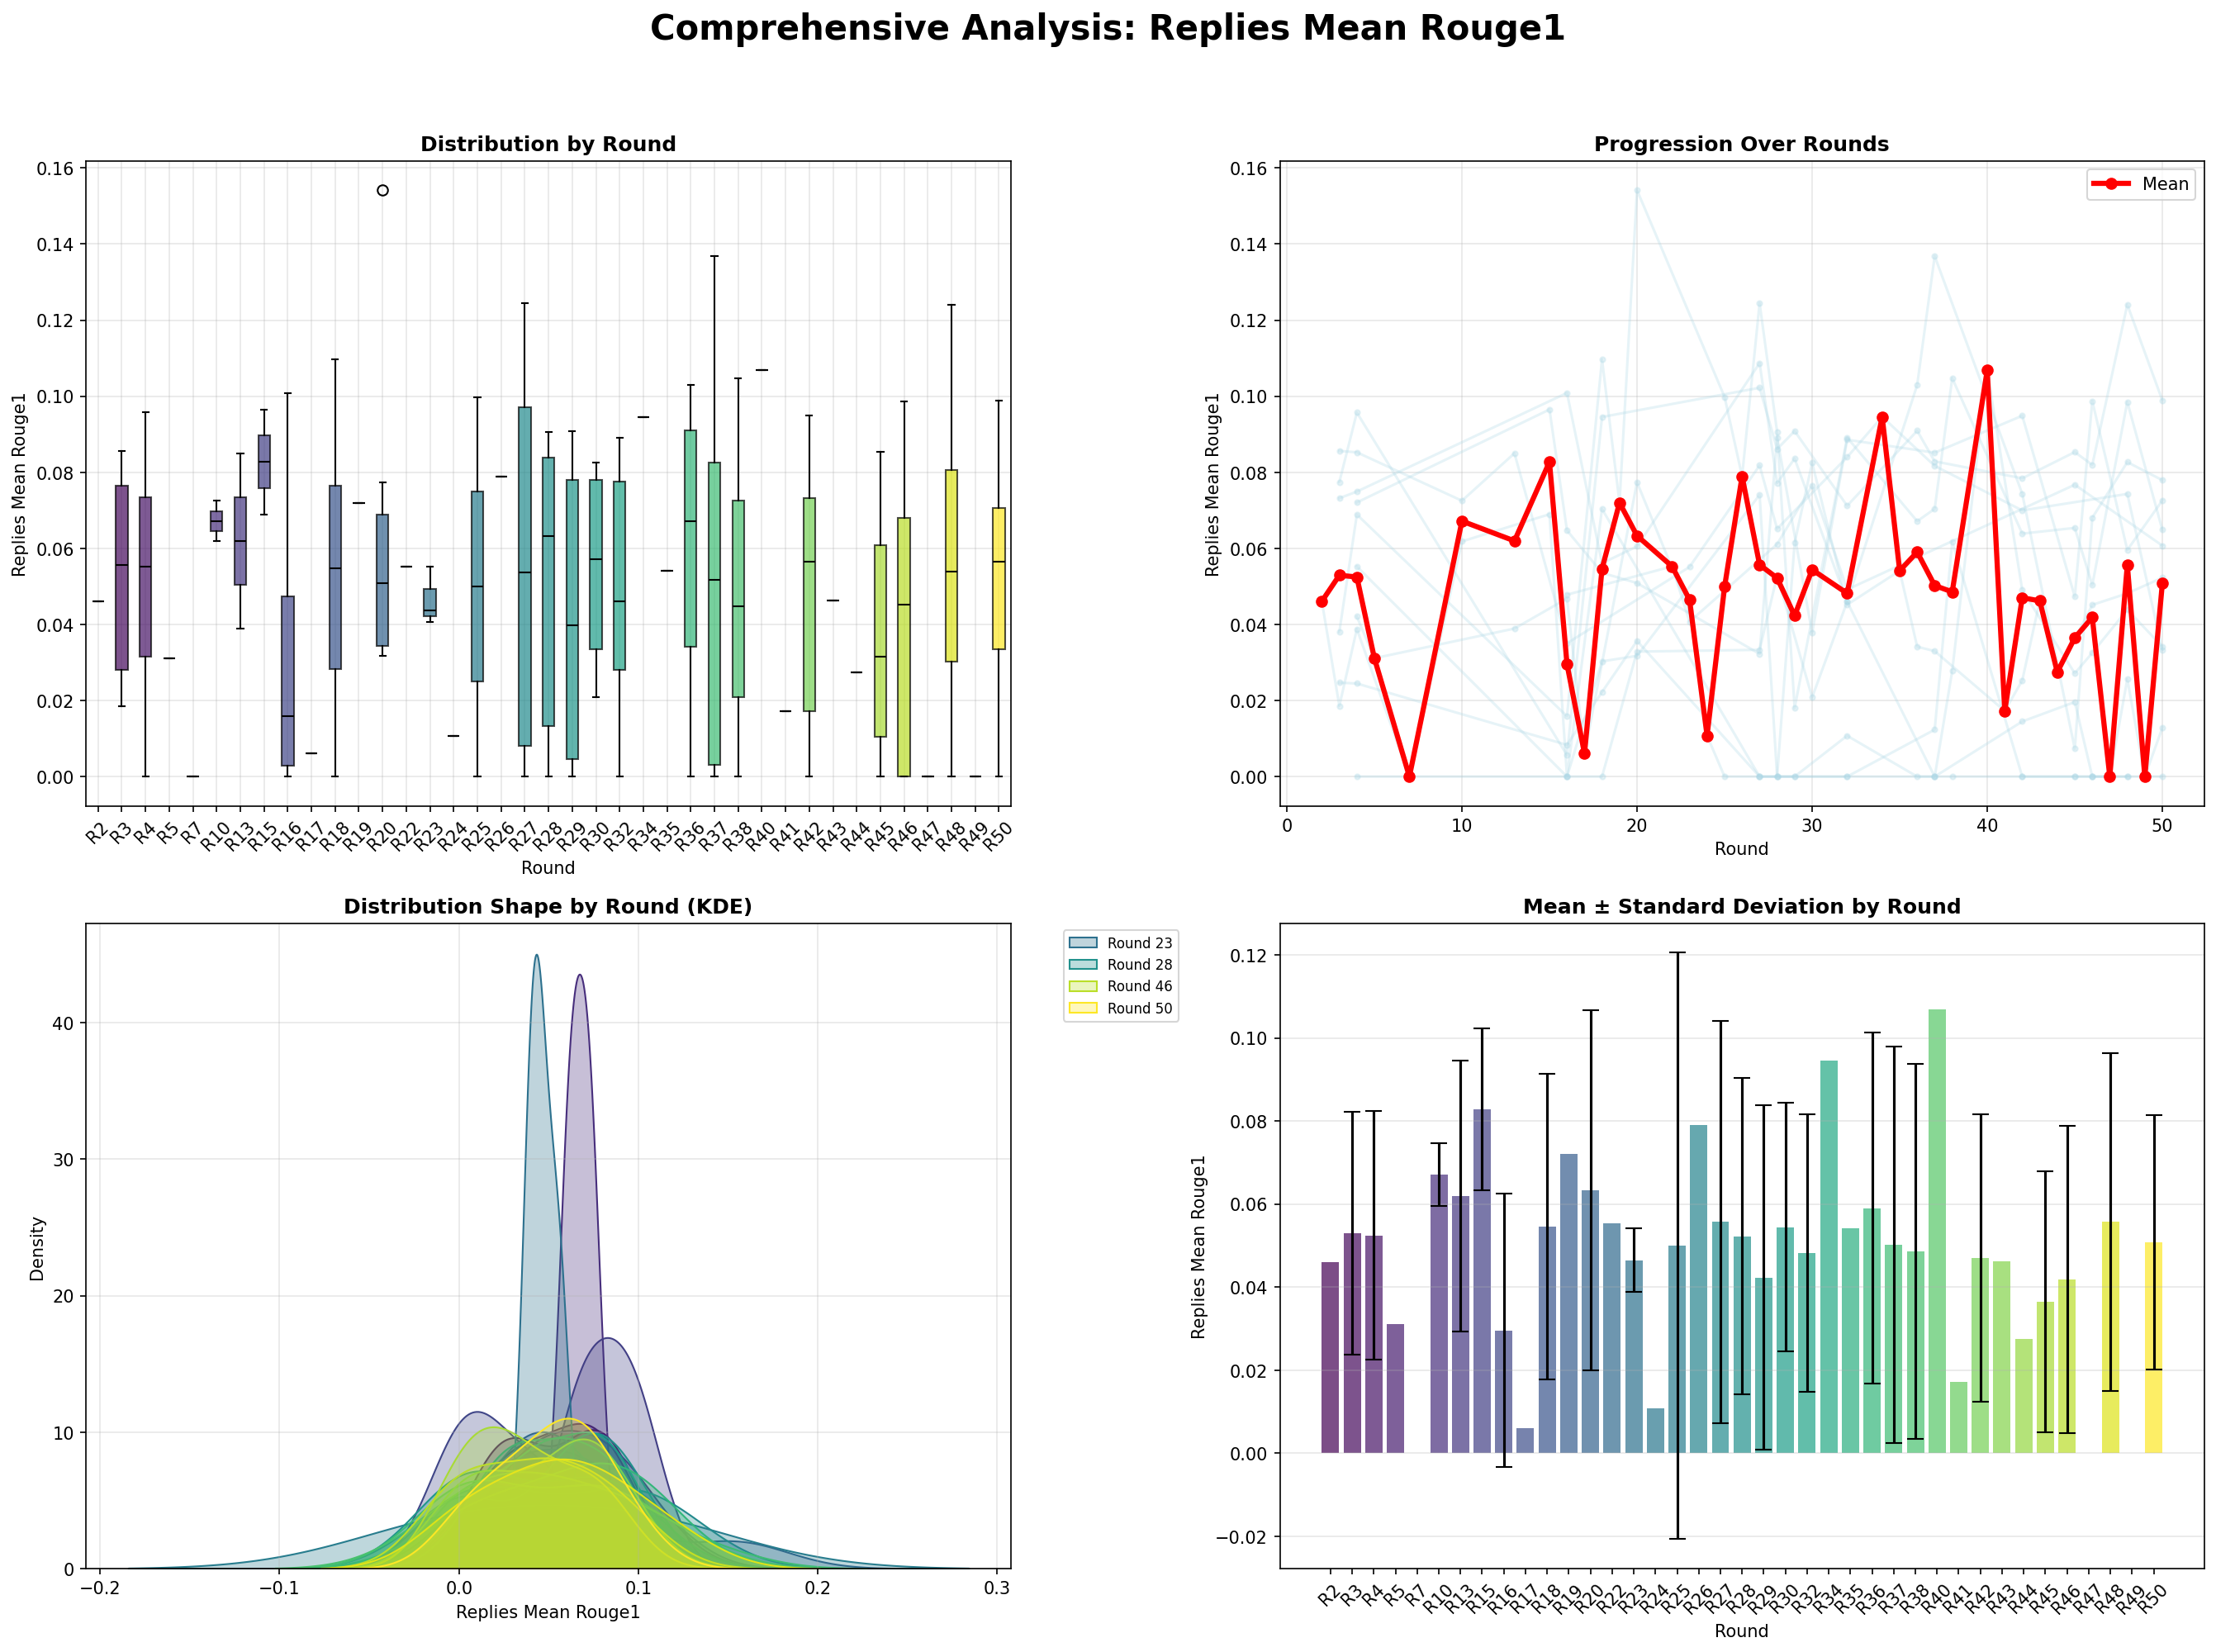 Comprehensive Analysis: Replies Mean Rouge1
Distribution by Round
Replies Mean Rouge1
0.16
0.14
0.12
0.10
0.08
0.06
0.04
0.02
0.00
R2 R3 R4 R5 R7 R10 R13 R15 R16 R17 R18 R19 R20 R22 R23 R24 R25 R26 R27 R28 R29 R30 R32 R34 R35 R36 R37 R38 R40 R41 R42 R43 R44 R45 R46 R47 R48 R49 R50
Round
Progression Over Rounds
Mean
Replies Mean Rouge1
0.16
0.14
0.12
0.10
0.08
0.06
0.04
0.02
0.00
0 10 20 30 40 50
Round
Distribution Shape by Round (KDE)
Round 23
Round 28
Round 46
Round 50
Density
40
30
20
10
0
−0.2 −0.1 0.0 0.1 0.2 0.3
Replies Mean Rouge1
Mean ± Standard Deviation by Round
Replies Mean Rouge1
0.12
0.10
0.08
0.06
0.04
0.02
0.00
−0.02
R2 R3 R4 R5 R7 R10 R13 R15 R16 R17 R18 R19 R20 R22 R23 R24 R25 R26 R27 R28 R29 R30 R32 R34 R35 R36 R37 R38 R40 R41 R42 R43 R44 R45 R46 R47 R48 R49 R50
Round